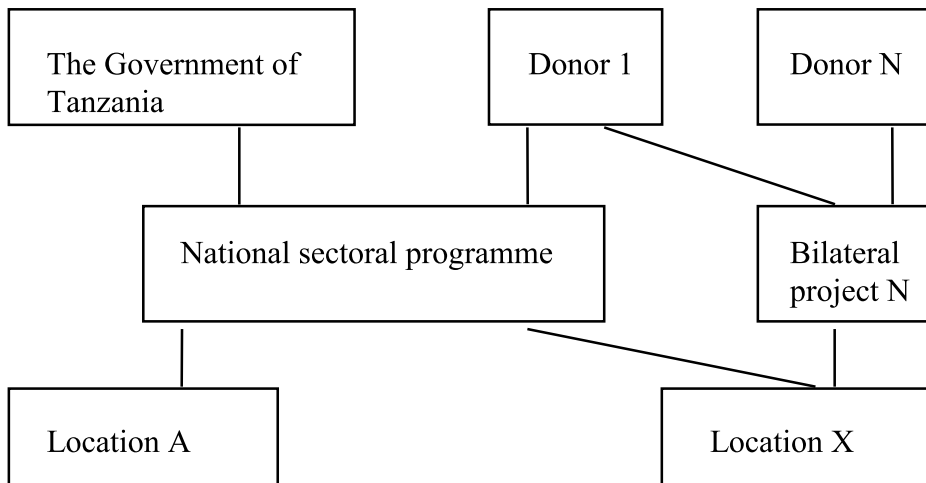 The Government of
Tanzania
Donor 1
Donor N
National sectoral programme
Bilateral
project N
Location A
Location X